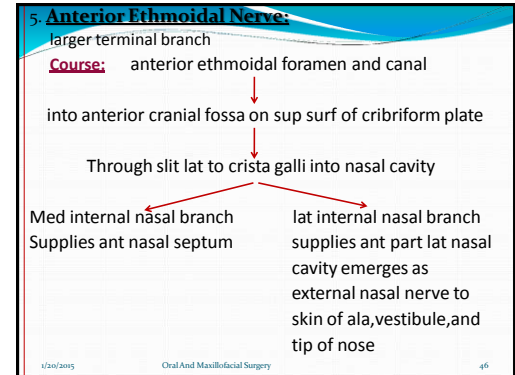 5. Anterior Ethmoidal Nerve:
larger terminal branch
Course: anterior ethmoidal foramen and canal
into anterior cranial fossa on sup surf of cribriform plate
Through slit lat to crista galli into nasal cavity
Med internal nasal branch
Supplies ant nasal septum
lat internal nasal branch
supplies ant part lat nasal
cavity emerges as
external nasal nerve to
skin of ala,vestibule,and
tip of nose
1/20/2015 Oral And Maxillofacial Surgery 46